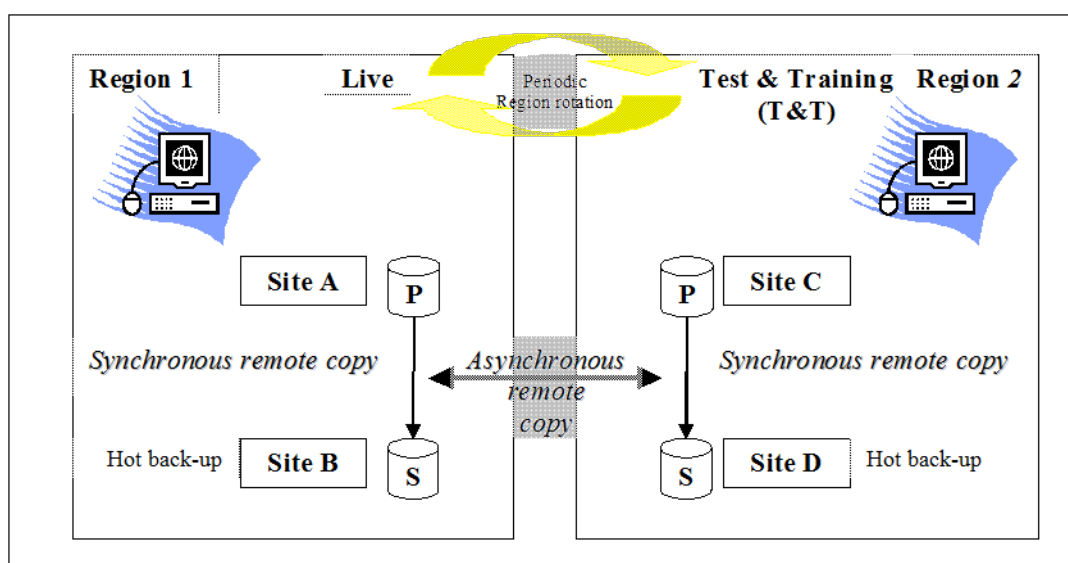 Region 1
Live
Periodic
Region rotation
Test & Training
(T&T)
Region 2
Site A
P
P
Site C
Synchronous remote copy
Asynchronous
remote
copy
Synchronous remote copy
Hot back-up
Site B
S
S
Site D
Hot back-up